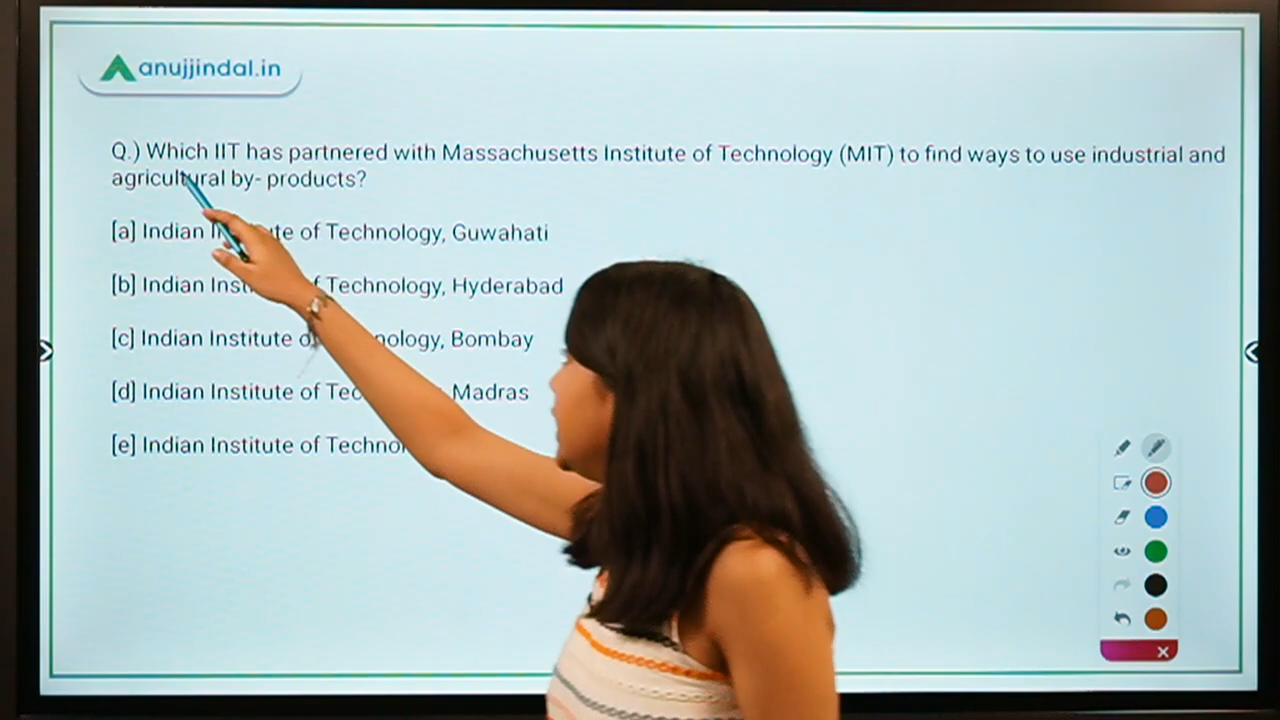 anujjindal.in
Q.) Which IIT has partnered with Massachusetts Institute of Technology (MIT) to find ways to use industrial and
agricultural by- products?
[a] Indian of Technology, Guwahati
[b] Indian Technology, Hyderabad
[c] Indian Institute Bombay
[d] Indian Institute of Madras
[e] Indian Institute of